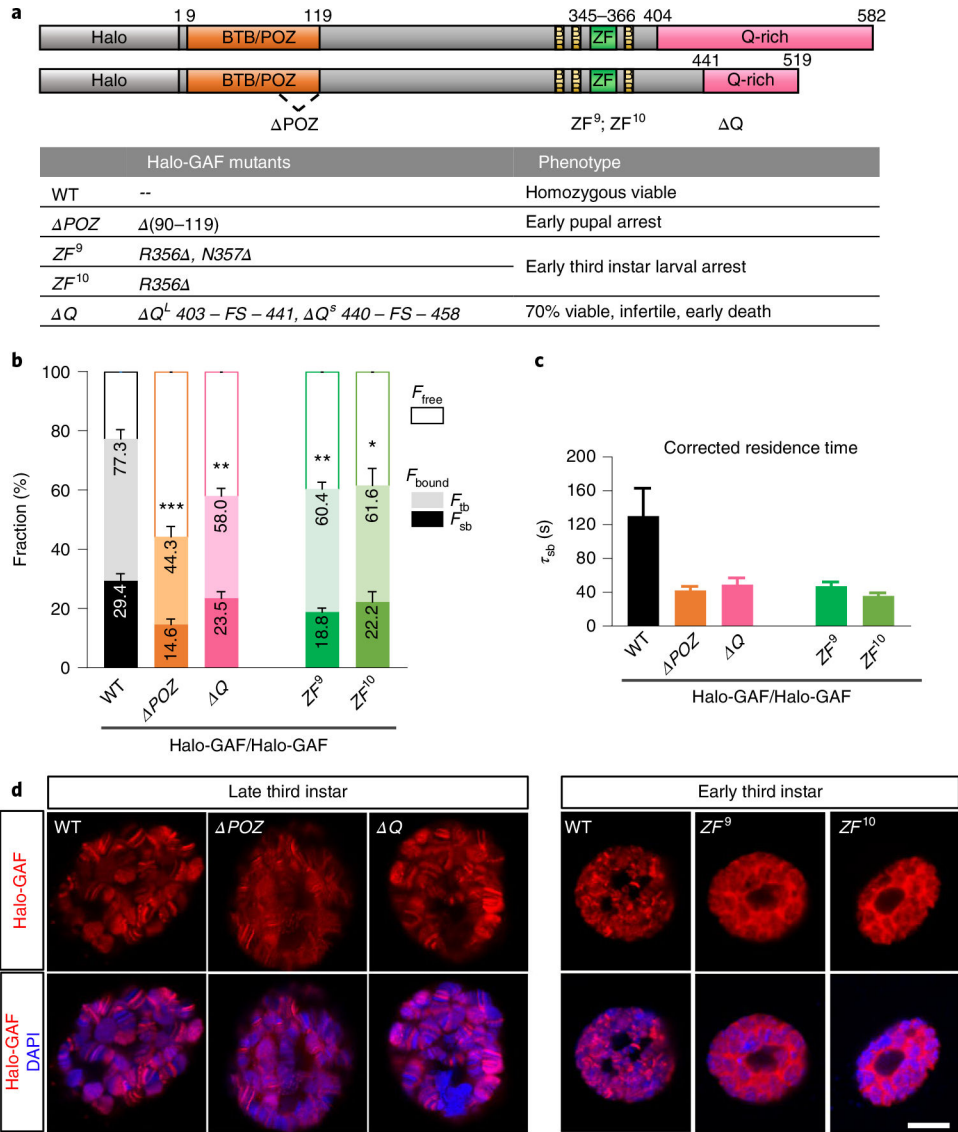 a
1 9 119 345–366 404 582
Halo BTB/POZ ZF Q-rich
441 519
Halo BTB/POZ ZF Q-rich
ΔPOZ ZF9; ZF10 ΔQ
Halo-GAF mutants Phenotype
WT -- Homozygous viable
ΔPOZ Δ(90–119) Early pupal arrest
ZF9 R356Δ, N357Δ
Early third instar larval arrest
ZF10 R356Δ
ΔQ ΔQL 403 – FS – 441, ΔQs 440 – FS – 458 70% viable, infertile, early death
b
Fraction (%)
100
80
60
40
20
0
77.3
29.4
***
44.3
14.6
**
58.0
23.5
**
60.4
18.8
*
61.6
22.2
Ffree
Fbound
Ftb
Fsb
WT ΔPOZ ΔQ ZF9 ZF10
Halo-GAF/Halo-GAF
c
Corrected residence time
τsb (s)
200
160
120
80
40
0
WT ΔPOZ ΔQ ZF9 ZF10
Halo-GAF/Halo-GAF
d
Late third instar Early third instar
Halo-GAF
WT ΔPOZ ΔQ WT ZF9 ZF10
Halo-GAF
DAPI